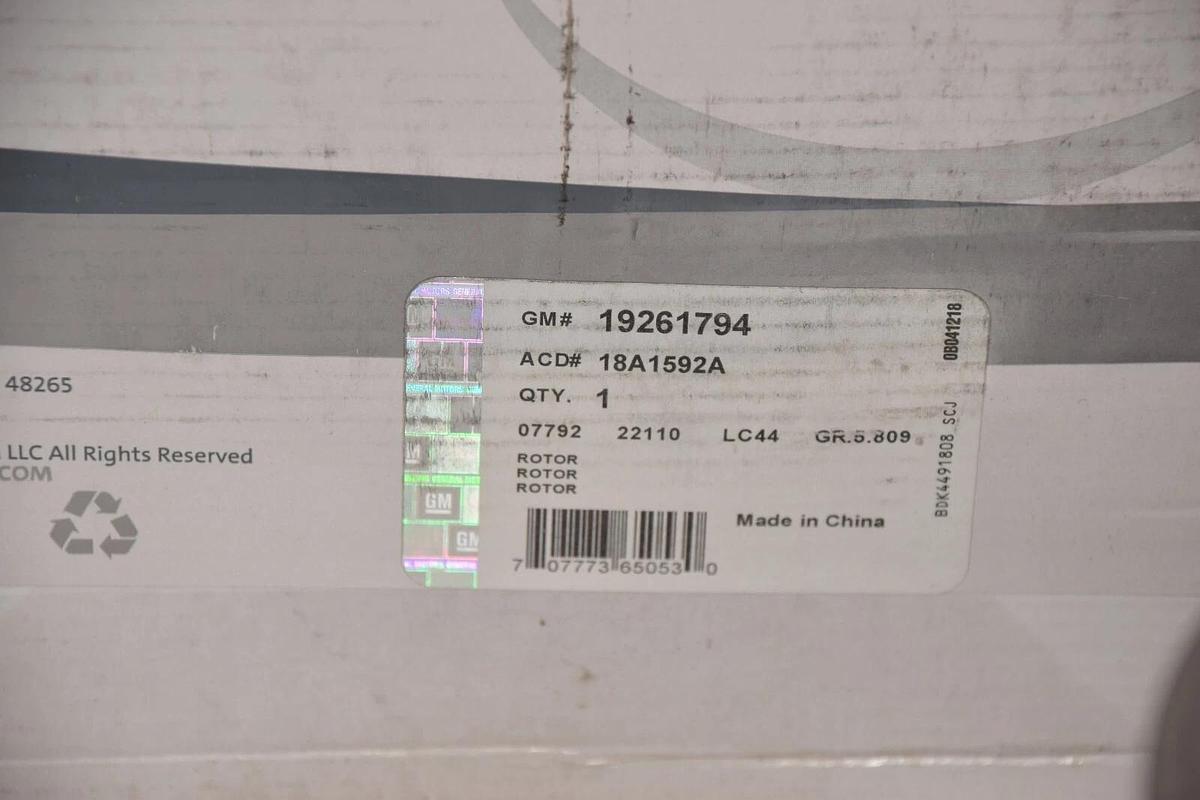 48265
LLC All Rights Reserved
COM
GM# 19261794
ACD# 18A1592A
QTY. 1
07792 22110 LC44 GR.5.809
ROTOR
ROTOR
ROTOR
Made in China
7 07773 65053 0
0B041218
BDK4491808 SCJ
GM
GM